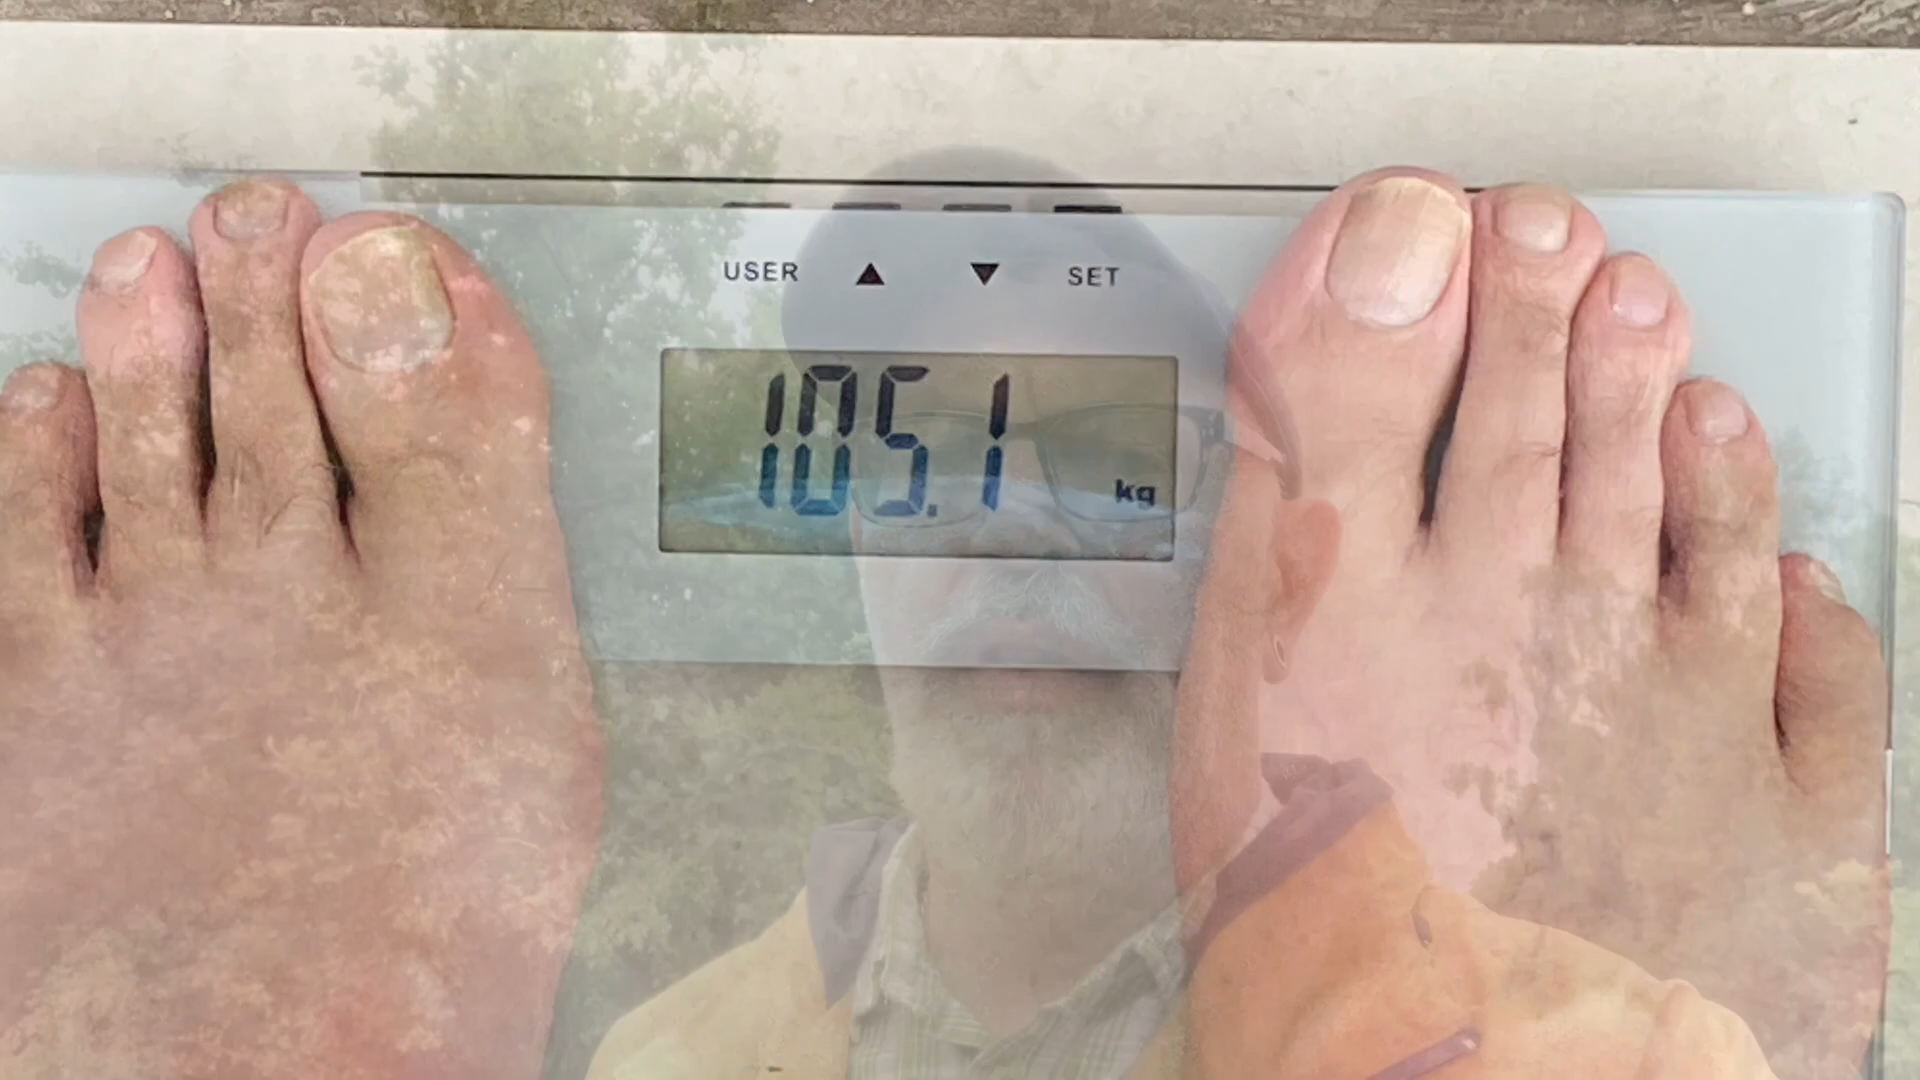 USER ▲ ▼ SET
105.1 kg